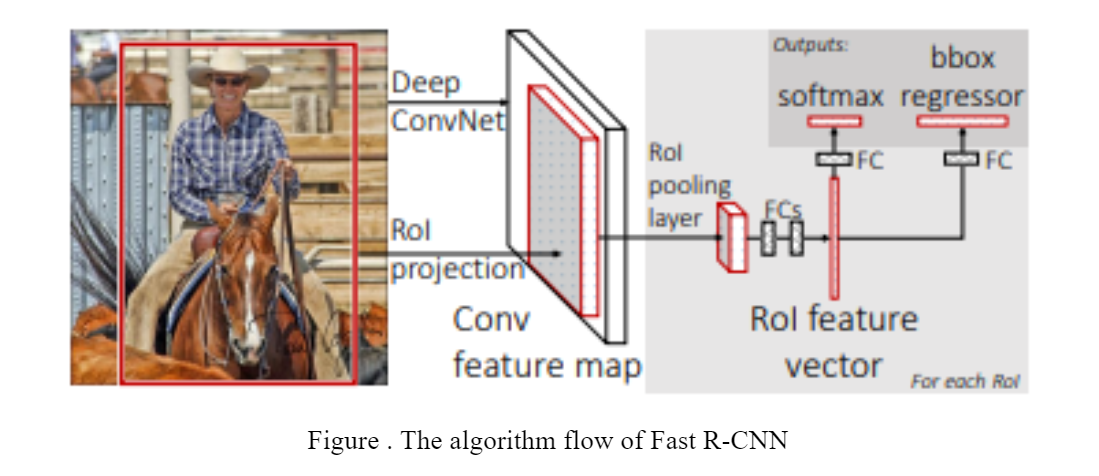 Deep
ConvNet
RoI
projection
Conv
feature map
RoI
pooling
layer
FCs
Outputs:
softmax
bbox
regressor
FC
FC
RoI feature
vector
For each RoI
Figure . The algorithm flow of Fast R-CNN